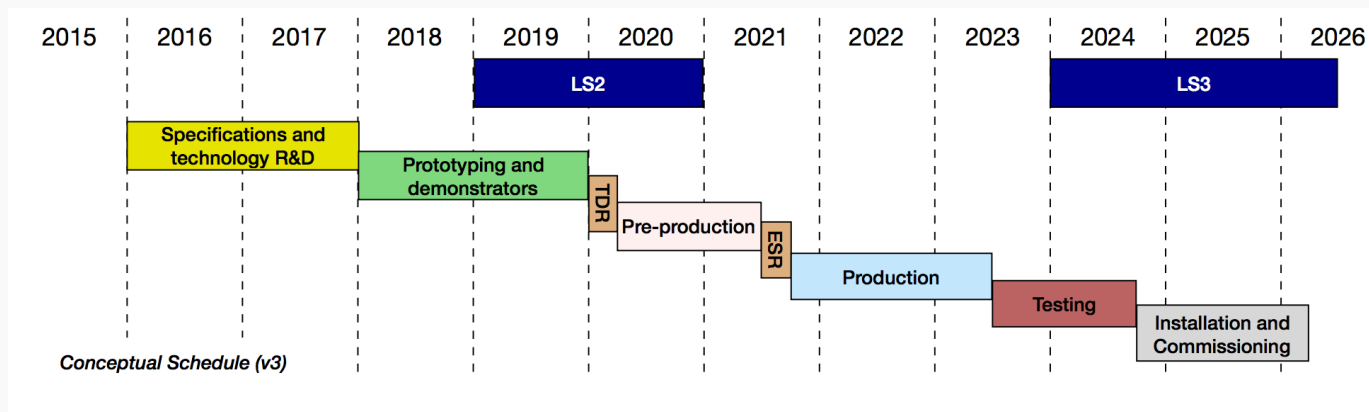 2015 2016 2017 2018 2019 2020 2021 2022 2023 2024 2025 2026
LS2
LS3
Specifications and
technology R&D
Prototyping and
demonstrators
TDR
Pre-production
ESR
Production
Testing
Installation and
Commissioning
Conceptual Schedule (v3)